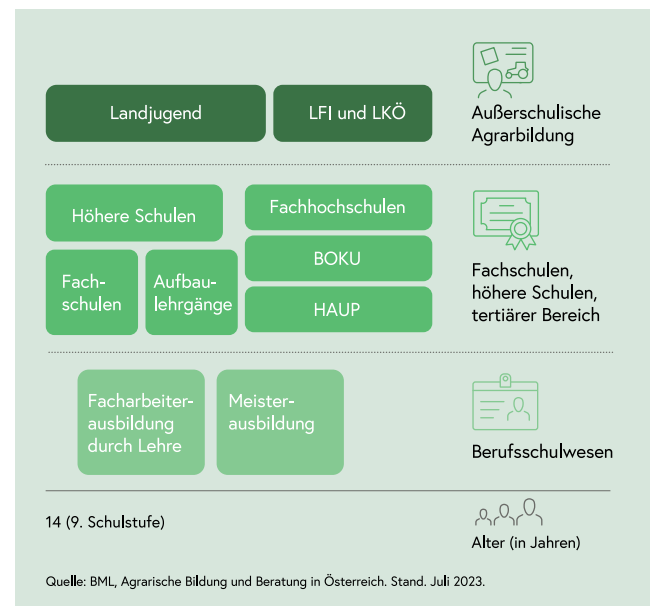 Landjugend
LFI und LKÖ
Außerschulische
Agrarbildung
Höhere Schulen
Fachhochschulen
Fach-
schulen
Aufbau-
lehrgänge
BOKU
HAUP
Fachschulen,
höhere Schulen,
tertiärer Bereich
Facharbeiter-
ausbildung
durch Lehre
Meister-
ausbildung
Berufsschulwesen
14 (9. Schulstufe)
Alter (in Jahren)
Quelle: BML, Agrarische Bildung und Beratung in Österreich. Stand. Juli 2023.